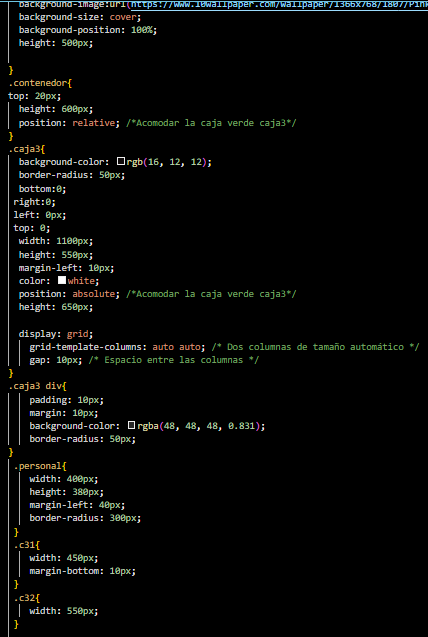 background-image:url(https://www.10wallpaper.com/wallpaper/1366x768/1807/Pink
background-size: cover;
background-position: 100%;
height: 500px;
}
.contenedor{
top: 20px;
height: 600px;
position: relative; /*Acomodar la caja verde caja3*/
}
.caja3{
background-color: rgb(16, 12, 12);
border-radius: 50px;
bottom:0;
right:0;
left: 0px;
top: 0;
width: 1100px;
height: 550px;
margin-left: 10px;
color: white;
position: absolute; /*Acomodar la caja verde caja3*/
height: 650px;
display: grid;
grid-template-columns: auto auto; /* Dos columnas de tamaño automático */
gap: 10px; /* Espacio entre las columnas */
}
.caja3 div{
padding: 10px;
margin: 10px;
background-color: rgba(48, 48, 48, 0.831);
border-radius: 50px;
}
.personal{
width: 400px;
height: 380px;
margin-left: 40px;
border-radius: 300px;
}
.c31{
width: 450px;
margin-bottom: 10px;
}
.c32{
width: 550px;
}